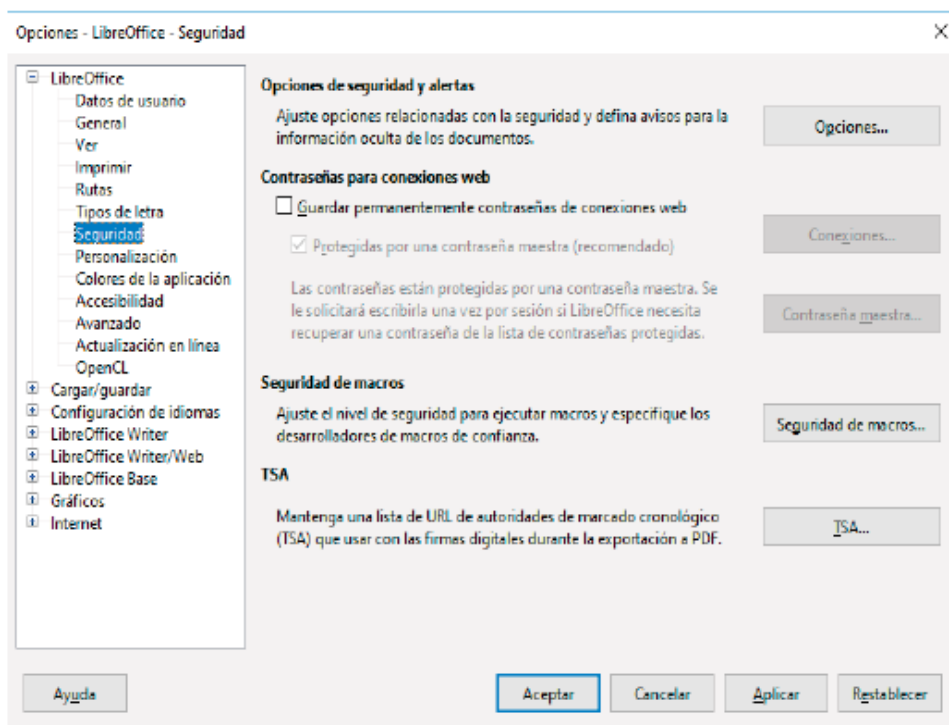 Opciones - LibreOffice - Seguridad
LibreOffice
Datos de usuario
General
Ver
Imprimir
Rutas
Tipos de letra
Seguridad
Personalización
Colores de la aplicación
Accesibilidad
Avanzado
Actualización en línea
OpenCL
Cargar/guardar
Configuración de idiomas
LibreOffice Writer
LibreOffice Writer/Web
LibreOffice Base
Gráficos
Internet
Opciones de seguridad y alertas
Ajuste opciones relacionadas con la seguridad y defina avisos para la
información oculta de los documentos.
Opciones...
Contraseñas para conexiones web
Guardar permanentemente contraseñas de conexiones web
Protegidas por una contraseña maestra (recomendado)
Conexiones...
Las contraseñas están protegidas por una contraseña maestra. Se
le solicitará escribirla una vez por sesión si LibreOffice necesita
recuperar una contraseña de la lista de contraseñas protegidas.
Contraseña maestra...
Seguridad de macros
Ajuste el nivel de seguridad para ejecutar macros y especifique los
desarrolladores de macros de confianza.
Seguridad de macros...
TSA
Mantenga una lista de URL de autoridades de marcado cronológico
(TSA) que usar con las firmas digitales durante la exportación a PDF.
TSA...
Ayuda
Aceptar
Cancelar
Aplicar
Restablecer